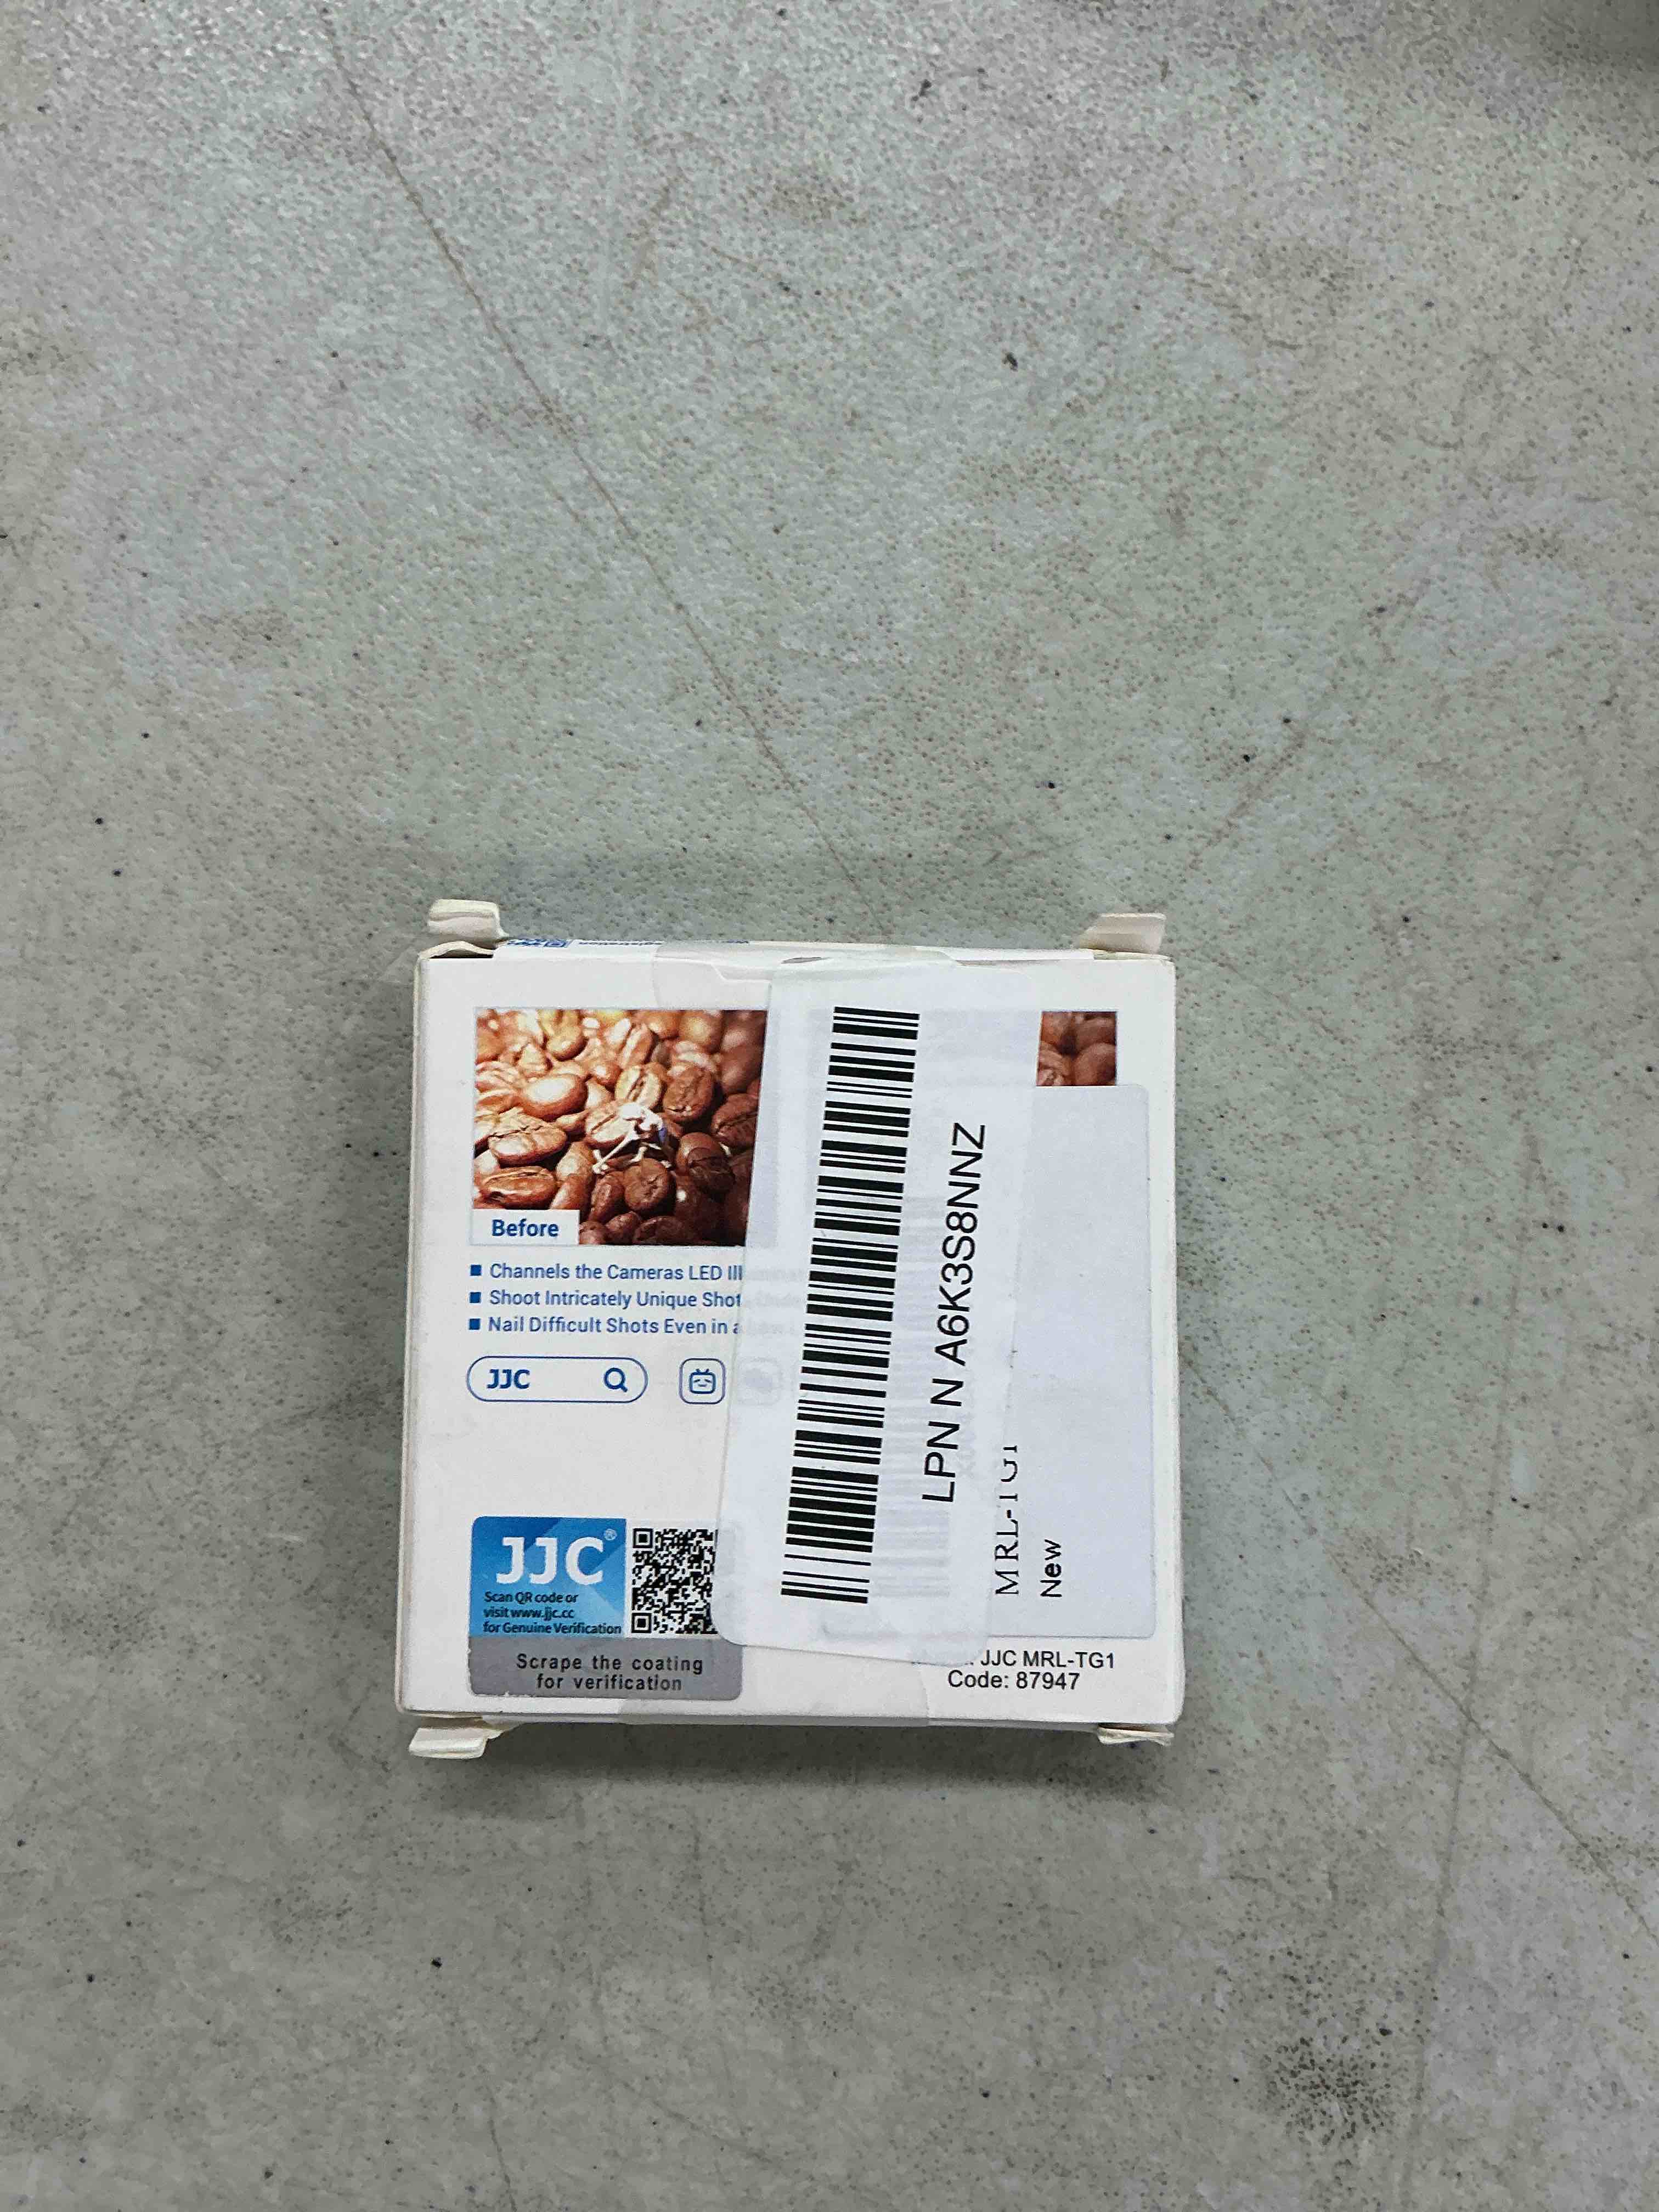 Before
Channels the Cameras LED
Shoot Intricately Unique
Nail Difficult Shots Even in a
JJC
JJC®
Scan QR code or
visit www.jjc.cc
for Genuine Verification
Scrape the coating
for verification
LPN N A6K3S8NNZ
MRL-TG1
New
JJC MRL-TG1
Code: 87947